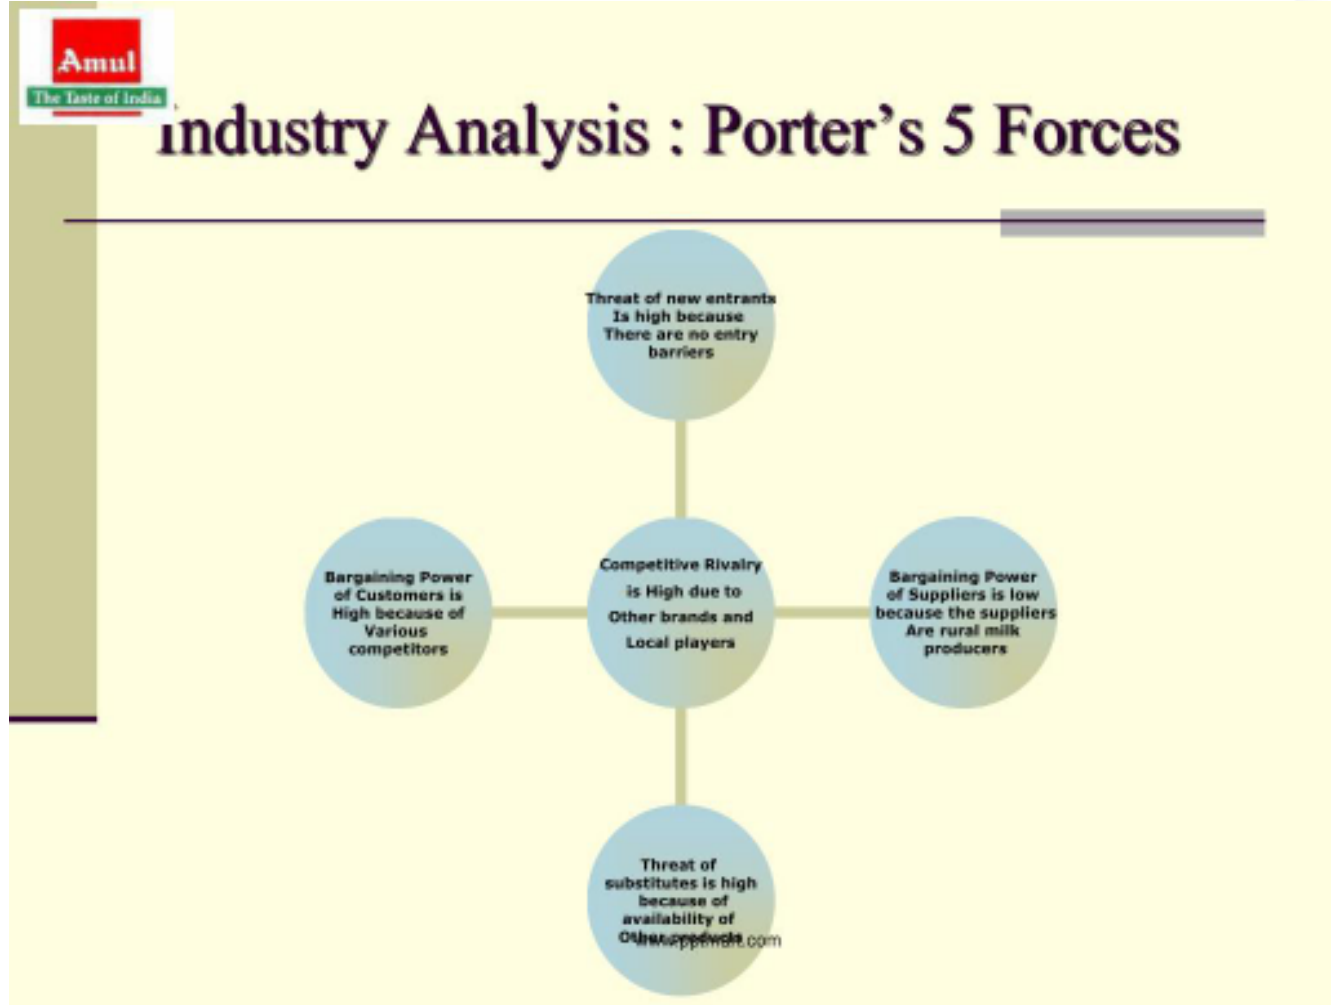 Amul
The Taste of India
Industry Analysis : Porter's 5 Forces
Threat of new entrants
Is high because
There are no entry
barriers
Bargaining Power
of Customers is
High because of
Various
competitors
Competitive Rivalry
is High due to
Other brands and
Local players
Bargaining Power
of Suppliers is low
because the suppliers
Are rural milk
producers
Threat of
substitutes is high
because of
availability of
Other products